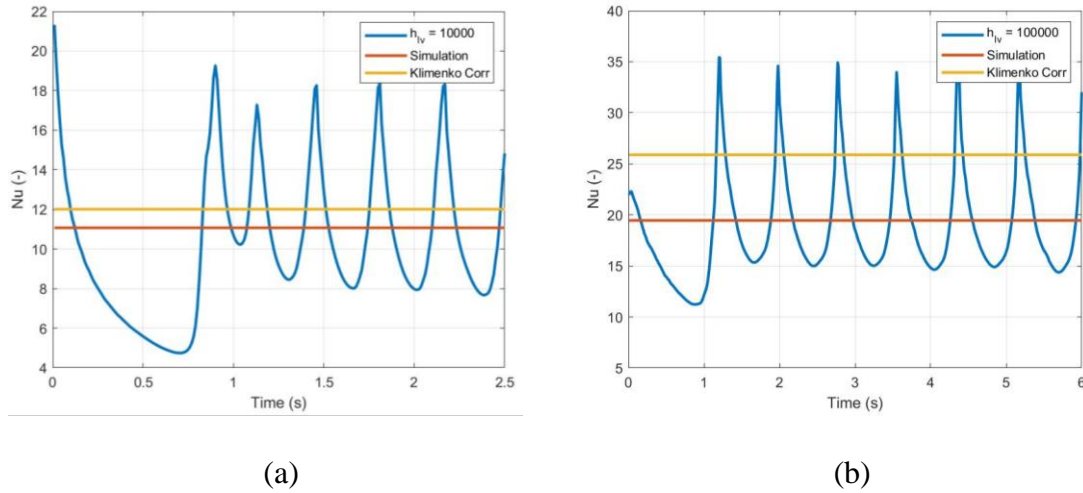 22
20
18
16
14
12
10
8
6
4
Nu (-)
0
0.5
1
1.5
2
2.5
Time (s)
h_lv = 10000
Simulation
Klimenko Corr
(a)
40
35
30
25
20
15
10
5
Nu (-)
0
1
2
3
4
5
6
Time (s)
h_lv = 100000
Simulation
Klimenko Corr
(b)